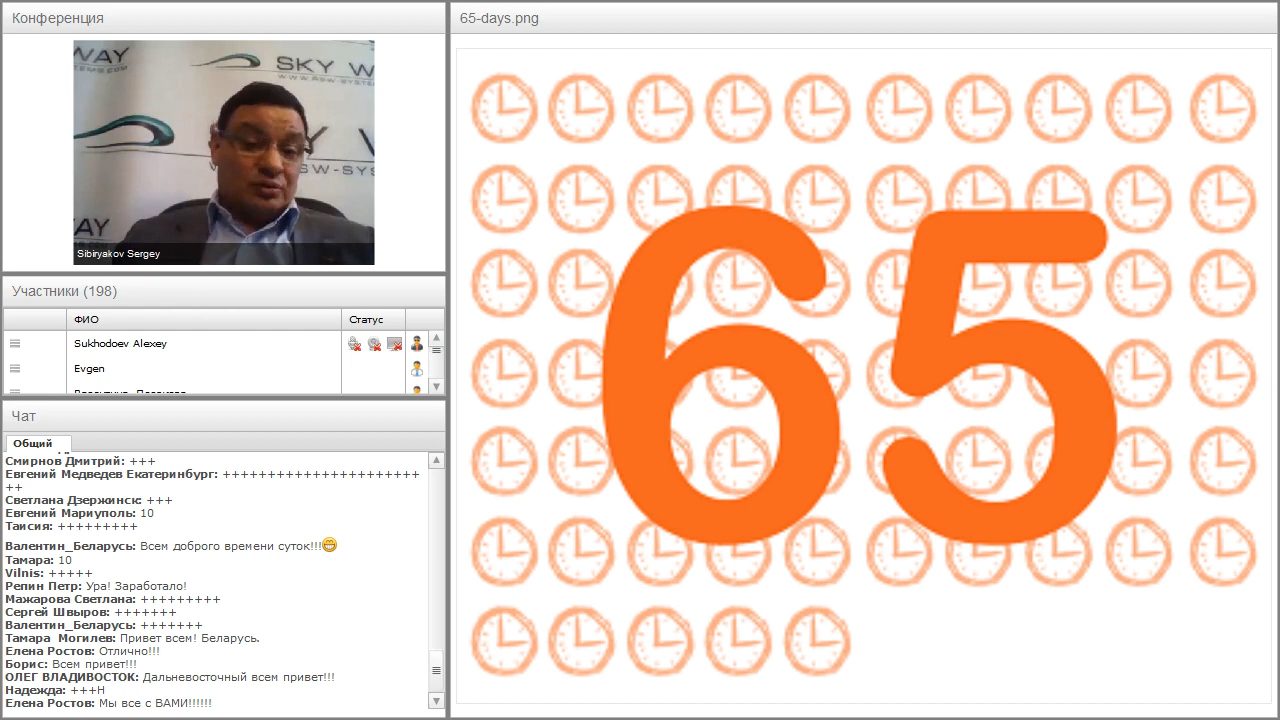 Конференция
WAY
SKY W
WAY
Sibiryakov Sergey
Участники (198)
ФИО
Статус
Sukhodoev Alexey
Evgen
Чат
Общий
Смирнов Дмитрий: +++
Евгений Медведев Екатеринбург: ++++++++++++++++++++++
++
Светлана Дзержинск: +++
Евгений Мариуполь: 10
Таисия: +++++++++
Валентин_Беларусь: Всем доброго времени суток!!!
Тамара: 10
Vilnis: +++++
Репин Петр: Ура! Заработало!
Мажарова Светлана: +++++++++
Сергей Швыров: +++++++
Валентин_Беларусь: +++++++
Тамара Могилев: Привет всем! Беларусь.
Елена Ростов: Отлично!!!
Борис: Всем привет!!!
ОЛЕГ ВЛАДИВОСТОК: Дальневосточный всем привет!!!
Надежда: +++Н
Елена Ростов: Мы все с ВАМИ!!!!!!
65-days.png
65